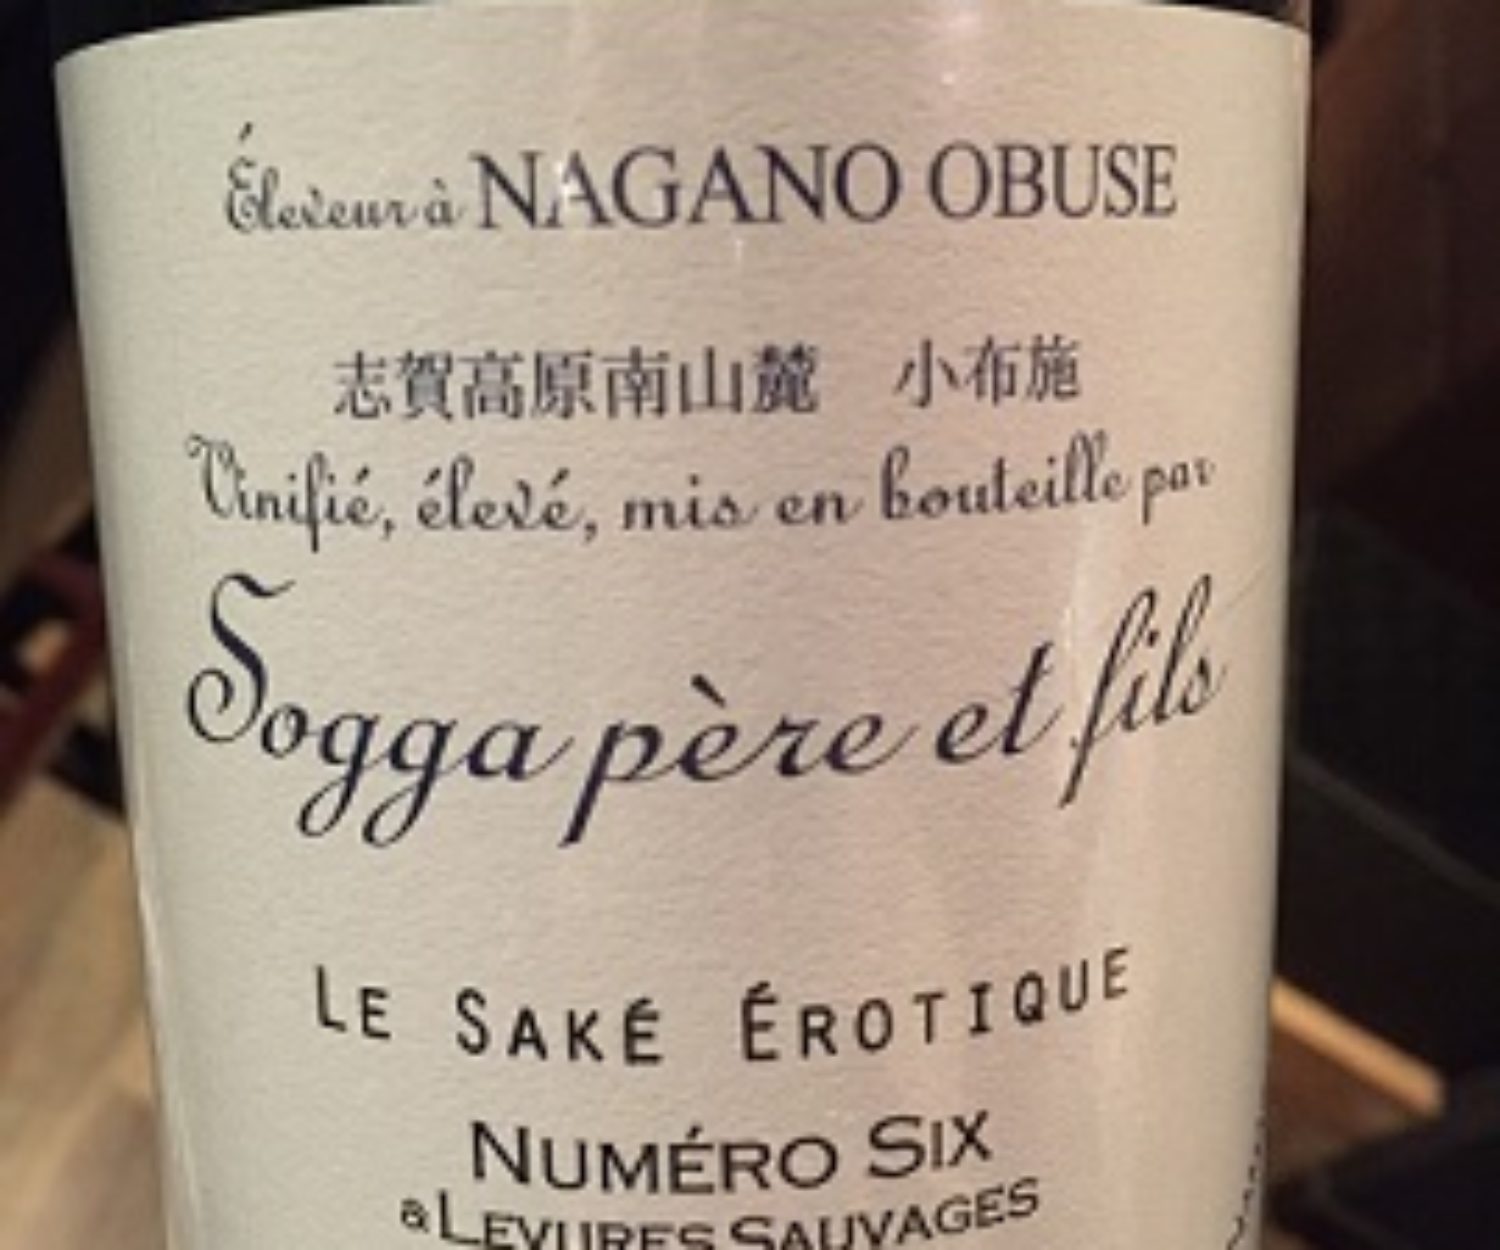 Éleveur à NAGANO OBUSE
志賀高原南山麓　小布施
Vinifié, élevé, mis en bouteille par
Sogga père et fils
LE SAKÉ ÉROTIQUE
NUMÉRO SIX
& LEVURES SAUVAGES